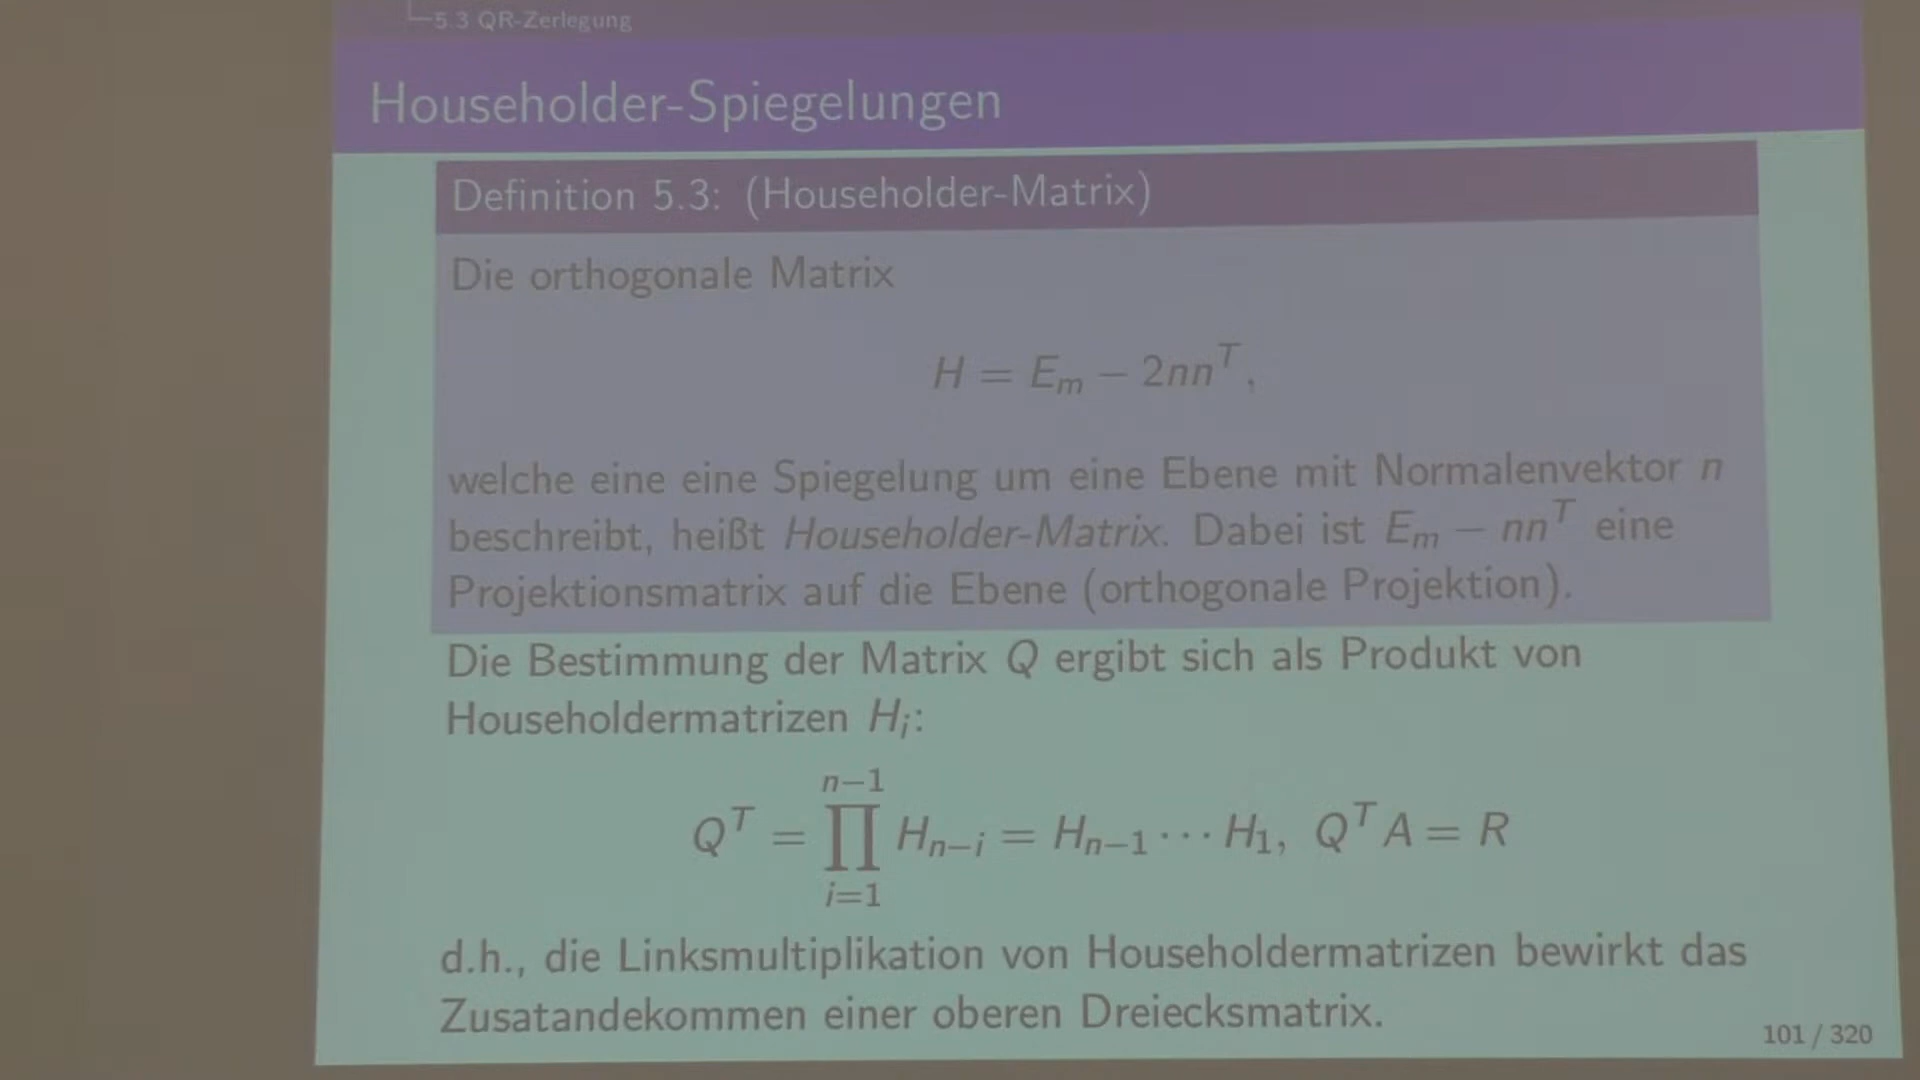 5.3 QR-Zerlegung
Householder-Spiegelungen
Definition 5.3: (Householder-Matrix)
Die orthogonale Matrix
H = E_m − 2nn^T,
welche eine eine Spiegelung um eine Ebene mit Normalenvektor n
beschreibt, heißt Householder-Matrix. Dabei ist E_m − nn^T eine
Projektionsmatrix auf die Ebene (orthogonale Projektion).
Die Bestimmung der Matrix Q ergibt sich als Produkt von
Householdermatrizen H_i:
Q^T = ∏_{i=1}^{n−1} H_{n−i} = H_{n−1} ⋯ H_1, Q^T A = R
d.h., die Linksmultiplikation von Householdermatrizen bewirkt das
Zusatandekommen einer oberen Dreiecksmatrix.
101 / 320